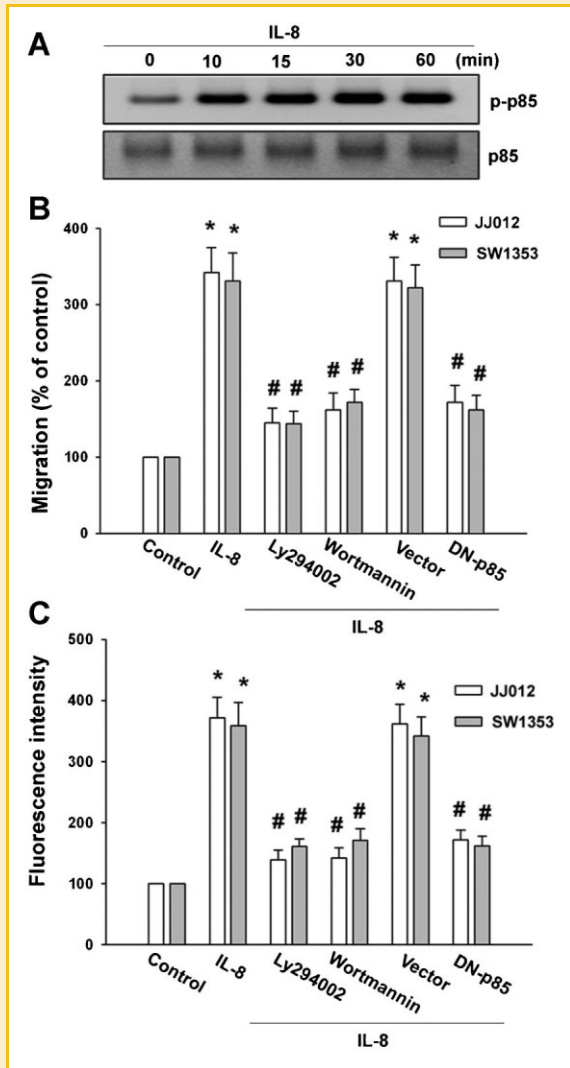 A
IL-8
0 10 15 30 60 (min)
p-p85
p85
B
400
300
200
100
0
Migration (% of control)
JJ012
SW1353
* * * *
# # # # # #
Control IL-8 Ly294002 Wortmannin Vector DN-p85
IL-8
C
500
400
300
200
100
0
Fluorescence intensity
JJ012
SW1353
* * * *
# # # # # #
Control IL-8 Ly294002 Wortmannin Vector DN-p85
IL-8